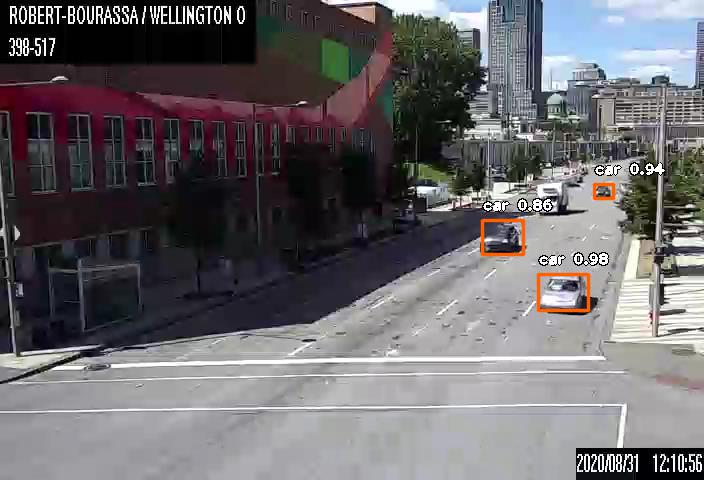 ROBERT-BOURASSA / WELLINGTON O
398-517
car 0.94
car 0.86
car 0.98
2020/08/31 12:10:56